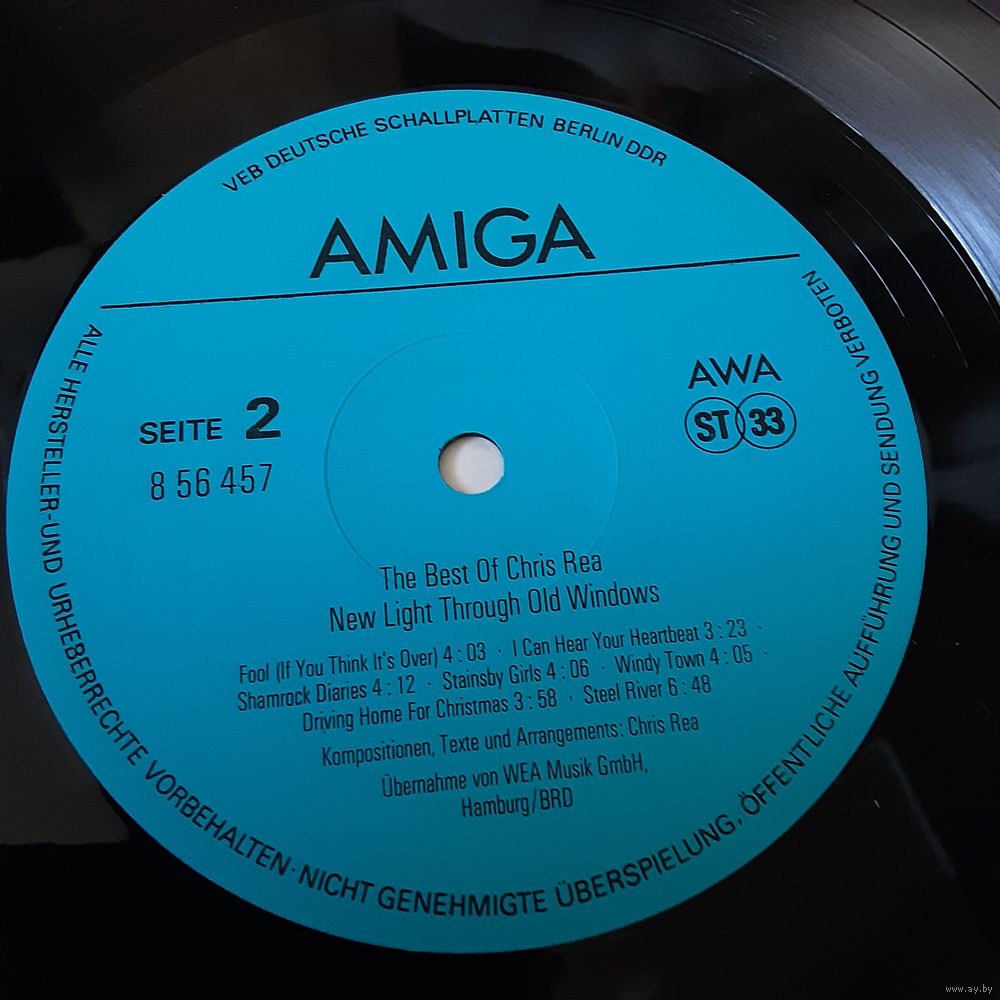 VEB DEUTSCHE SCHALLPLATTEN BERLIN DDR
AMIGA
AWA
SEITE 2
ST 33
8 56 457
The Best Of Chris Rea
New Light Through Old Windows
Fool (If You Think It's Over) 4 : 03 · I Can Hear Your Heartbeat 3 : 23 ·
Shamrock Diaries 4 : 12 · Stainsby Girls 4 : 06 · Windy Town 4 : 05 ·
Driving Home For Christmas 3 : 58 · Steel River 6 : 48
Kompositionen, Texte und Arrangements: Chris Rea
Übernahme von WEA Musik GmbH,
Hamburg/BRD
ALLE HERSTELLER-UND URHEBERRECHTE VORBEHALTEN · NICHT GENEHMIGTE ÜBERSPIELUNG, ÖFFENTLICHE AUFFÜHRUNG UND SENDUNG VERBOTEN
www.ay.by